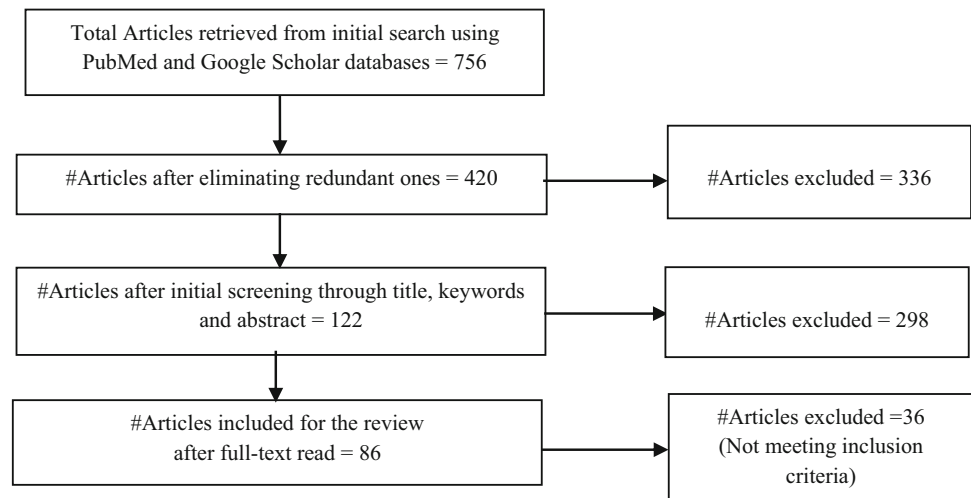 Total Articles retrieved from initial search using
PubMed and Google Scholar databases = 756
#Articles after eliminating redundant ones = 420
#Articles excluded = 336
#Articles after initial screening through title, keywords
and abstract = 122
#Articles excluded = 298
#Articles included for the review
after full-text read = 86
#Articles excluded =36
(Not meeting inclusion
criteria)